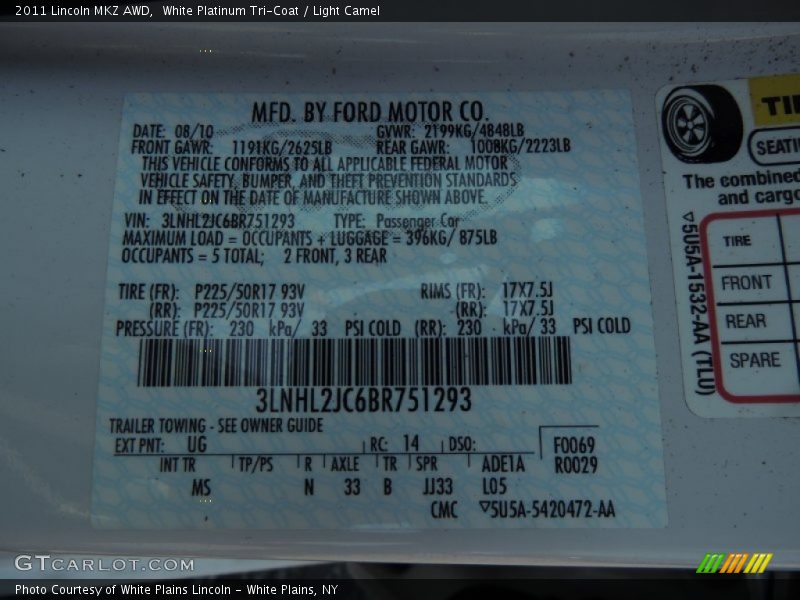 2011 Lincoln MKZ AWD, White Platinum Tri-Coat / Light Camel
MFD. BY FORD MOTOR CO.
DATE: 08/10 GVWR: 2199KG/4848LB
FRONT GAWR: 1191KG/2625LB REAR GAWR: 1008KG/2223LB
THIS VEHICLE CONFORMS TO ALL APPLICABLE FEDERAL MOTOR
VEHICLE SAFETY, BUMPER, AND THEFT PREVENTION STANDARDS
IN EFFECT ON THE DATE OF MANUFACTURE SHOWN ABOVE.
VIN: 3LNHL2JC6BR751293 TYPE: Passenger Car
MAXIMUM LOAD = OCCUPANTS + LUGGAGE = 396KG/ 875LB
OCCUPANTS = 5 TOTAL; 2 FRONT, 3 REAR
TIRE (FR): P225/50R17 93V RIMS (FR): 17X7.5J
(RR): P225/50R17 93V (RR): 17X7.5J
PRESSURE (FR): 230 kPa/ 33 PSI COLD (RR): 230 kPa/ 33 PSI COLD
3LNHL2JC6BR751293
TRAILER TOWING - SEE OWNER GUIDE
EXT PNT: UG RC: 14 DSO: F0069
R0029
INT TR TP/PS R AXLE TR SPR ADE1A
MS N 33 B JJ33 L05
CMC ▽5U5A-5420472-AA
TI
SEATI
The combined
and cargo
▽5U5A-1532-AA (TLU)
TIRE
FRONT
REAR
SPARE
GTCARLOT.COM
Photo Courtesy of White Plains Lincoln - White Plains, NY